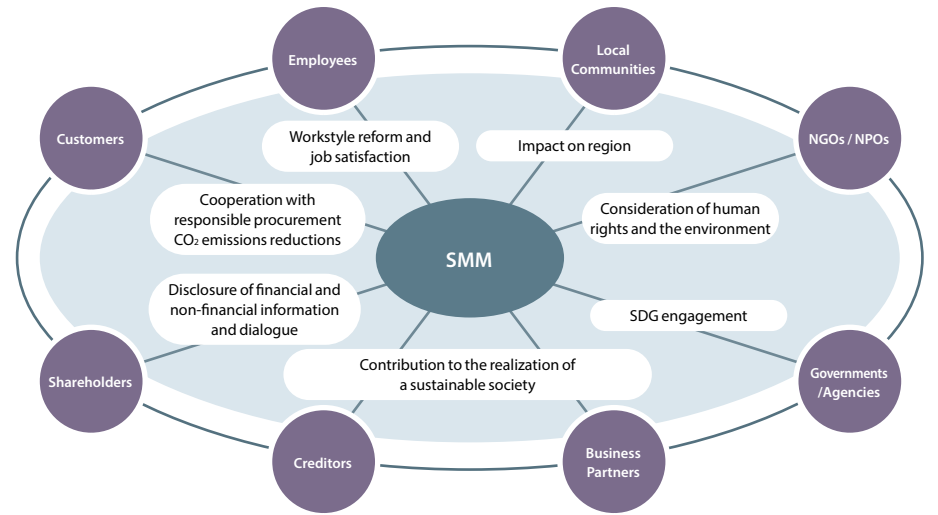 Employees
Local
Communities
Customers
NGOs / NPOs
Workstyle reform and
job satisfaction
Impact on region
Cooperation with
responsible procurement
CO₂ emissions reductions
Consideration of human
rights and the environment
SMM
Disclosure of financial and
non-financial information
and dialogue
SDG engagement
Contribution to the realization of
a sustainable society
Shareholders
Governments
/Agencies
Creditors
Business
Partners